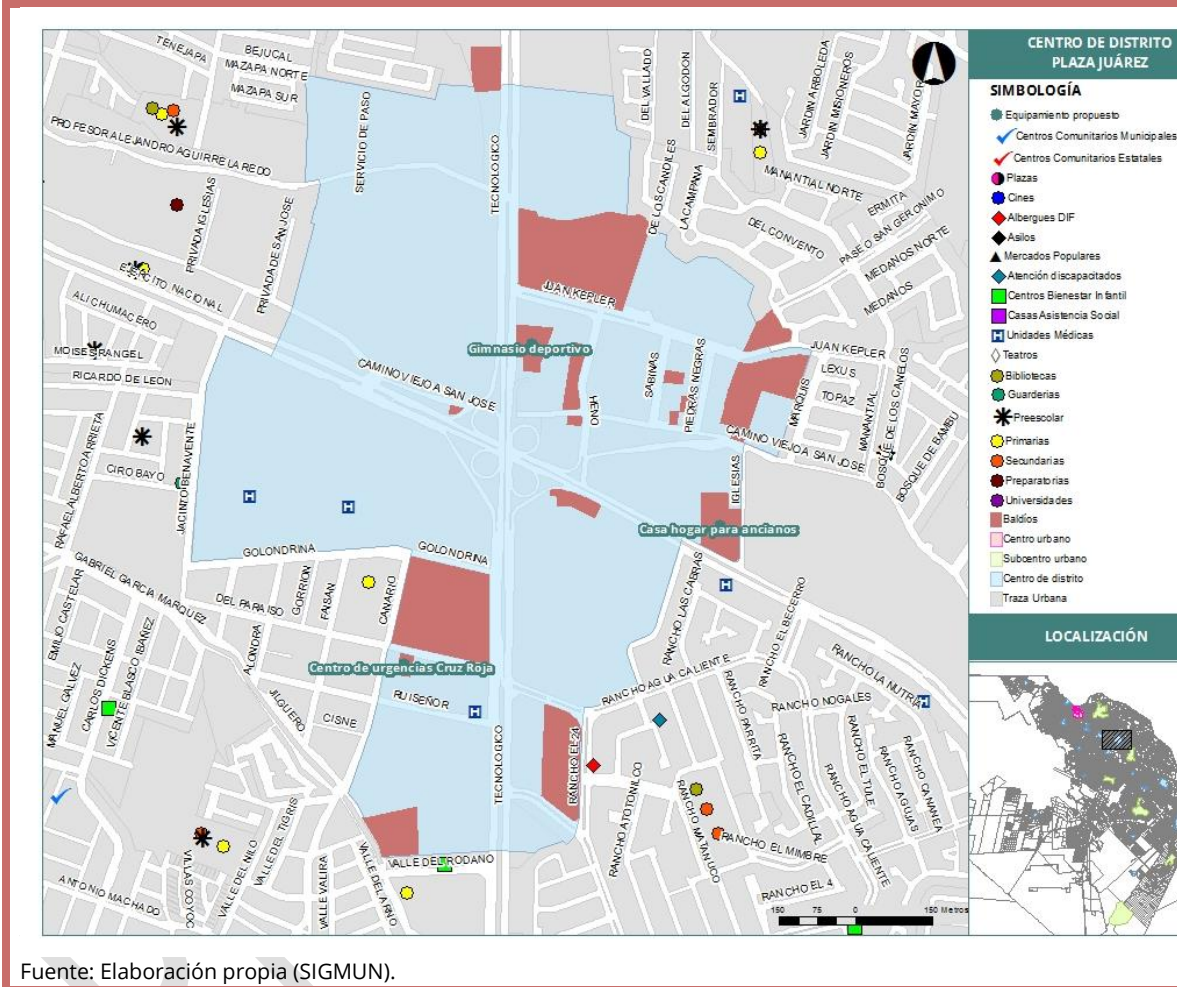 TENEJAPA
BEJUCAL
MAZAPA NORTE
MAZAPA SUR
PROFESOR ALEJANDRO AGUIRRE LAREDO
SERVICIO DE PASO
TECNOLOGICO
DEL VALLADO
DEL ALGODON
SEMBRADOR
JARDIN ARBOLEDA
JARDIN MISIONEROS
JARDIN MAYOR
PRIVADA IGLESIAS
PRIVADA DE SAN JOSE
DE LOS CANDILES
LA CAMPANA
MANANTIAL NORTE
ERMITA
DEL CONVENTO
PASEO SAN GERONIMO
MEDANOS NORTE
MEDANOS
EJERCITO NACIONAL
ALI CHUMACERO
JUAN KEPLER
MOISES RANGEL
RICARDO DE LEON
Gimnasio deportivo
CAMINO VIEJO A SAN JOSE
HENO
SABINAS
PIEDRAS NEGRAS
JUAN KEPLER
LEXUS
TOPAZ
MARQUIS
MANANTIAL
BOSQUE DE LOS CANELOS
BOSQUE DE BAMBU
CAMINO VIEJO A SAN JOSE
RAFAEL ALBERTO ARRIETA
CIRO BAYO
JACINTO BENAVENTE
IGLESIAS
Casa hogar para ancianos
GOLONDRINA
GOLONDRINA
GABRIEL GARCIA MARQUEZ
EMILIO CASTELAR
DEL PARAISO
GORRION
FAISAN
CANARIO
RANCHO LAS CABRAS
RANCHO EL BECERRO
MANUEL GALVEZ
CARLOS DICKENS
VICENTE BLASCO IBAÑEZ
ALONDRA
JILGUERO
CISNE
Centro de urgencias Cruz Roja
RUISEÑOR
TECNOLOGICO
RANCHO AGUA CALIENTE
RANCHO LA NUTRIA
RANCHO NOGALES
RANCHO PARRITA
RANCHO EL 24
RANCHO EL CADILLAL
RANCHO EL TULE
RANCHO AGUJAS
RANCHO CANANEA
RANCHO ATOTONILCO
RANCHO MATANUCO
RANCHO AGUA CALIENTE
RANCHO EL MIMBRE
RANCHO EL 4
VALLE DEL RODANO
VALLE DEL TIGRIS
VALLE DEL NILO
VILLAS COYOC
ANTONIO MACHADO
VALLE VALIRA
VALLE DEL ARNO
150 75 0 150 Metros
CENTRO DE DISTRITO
PLAZA JUÁREZ
SIMBOLOGÍA
Equipamiento propuesto
Centros Comunitarios Municipales
Centros Comunitarios Estatales
Plazas
Cines
Albergues DIF
Asilos
Mercados Populares
Atención discapacitados
Centros Bienestar Infantil
Casas Asistencia Social
H Unidades Médicas
Teatros
Bibliotecas
Guarderias
Preescolar
Primarias
Secundarias
Preparatorias
Universidades
Baldíos
Centro urbano
Subcentro urbano
Centro de distrito
Traza Urbana
LOCALIZACIÓN
Fuente: Elaboración propia (SIGMUN).